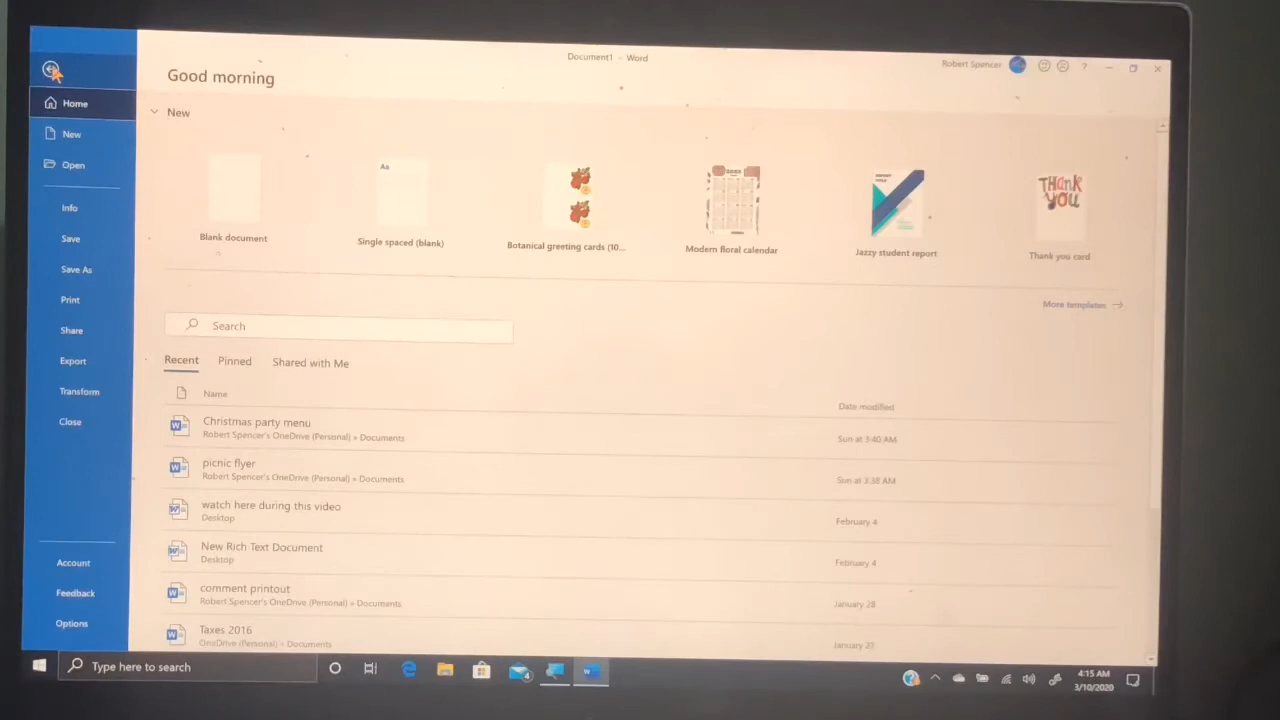 Document1 - Word
Robert Spencer
?
Good morning
Home
New
Open
Info
Save
Save As
Print
Share
Export
Transform
Close
Account
Feedback
Options
New
Aa
2020
REPORT TITLE
THANK YOU
Blank document
Single spaced (blank)
Botanical greeting cards (10...
Modern floral calendar
Jazzy student report
Thank you card
More templates
Search
Recent Pinned Shared with Me
Name
Date modified
Christmas party menu
Robert Spencer's OneDrive (Personal) » Documents
Sun at 3:40 AM
picnic flyer
Robert Spencer's OneDrive (Personal) » Documents
Sun at 3:38 AM
watch here during this video
Desktop
February 4
New Rich Text Document
Desktop
February 4
comment printout
Robert Spencer's OneDrive (Personal) » Documents
January 28
Taxes 2016
OneDrive (Personal) » Documents
January 27
Type here to search
4
4:15 AM
3/10/2020